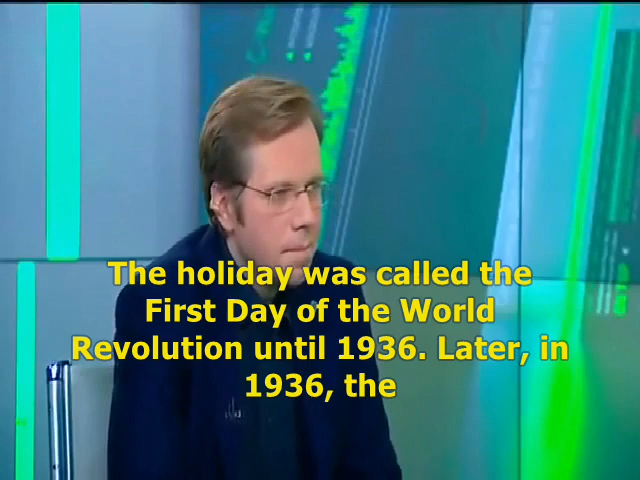 The holiday was called the
First Day of the World
Revolution until 1936. Later, in
1936, the